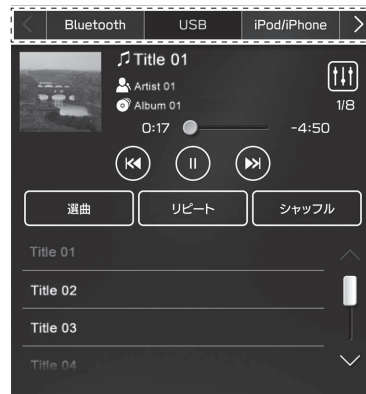 Bluetooth USB iPod/iPhone
Title 01
Artist 01
Album 01
1/8
0:17 -4:50
選曲 リピート シャッフル
Title 01
Title 02
Title 03
Title 04